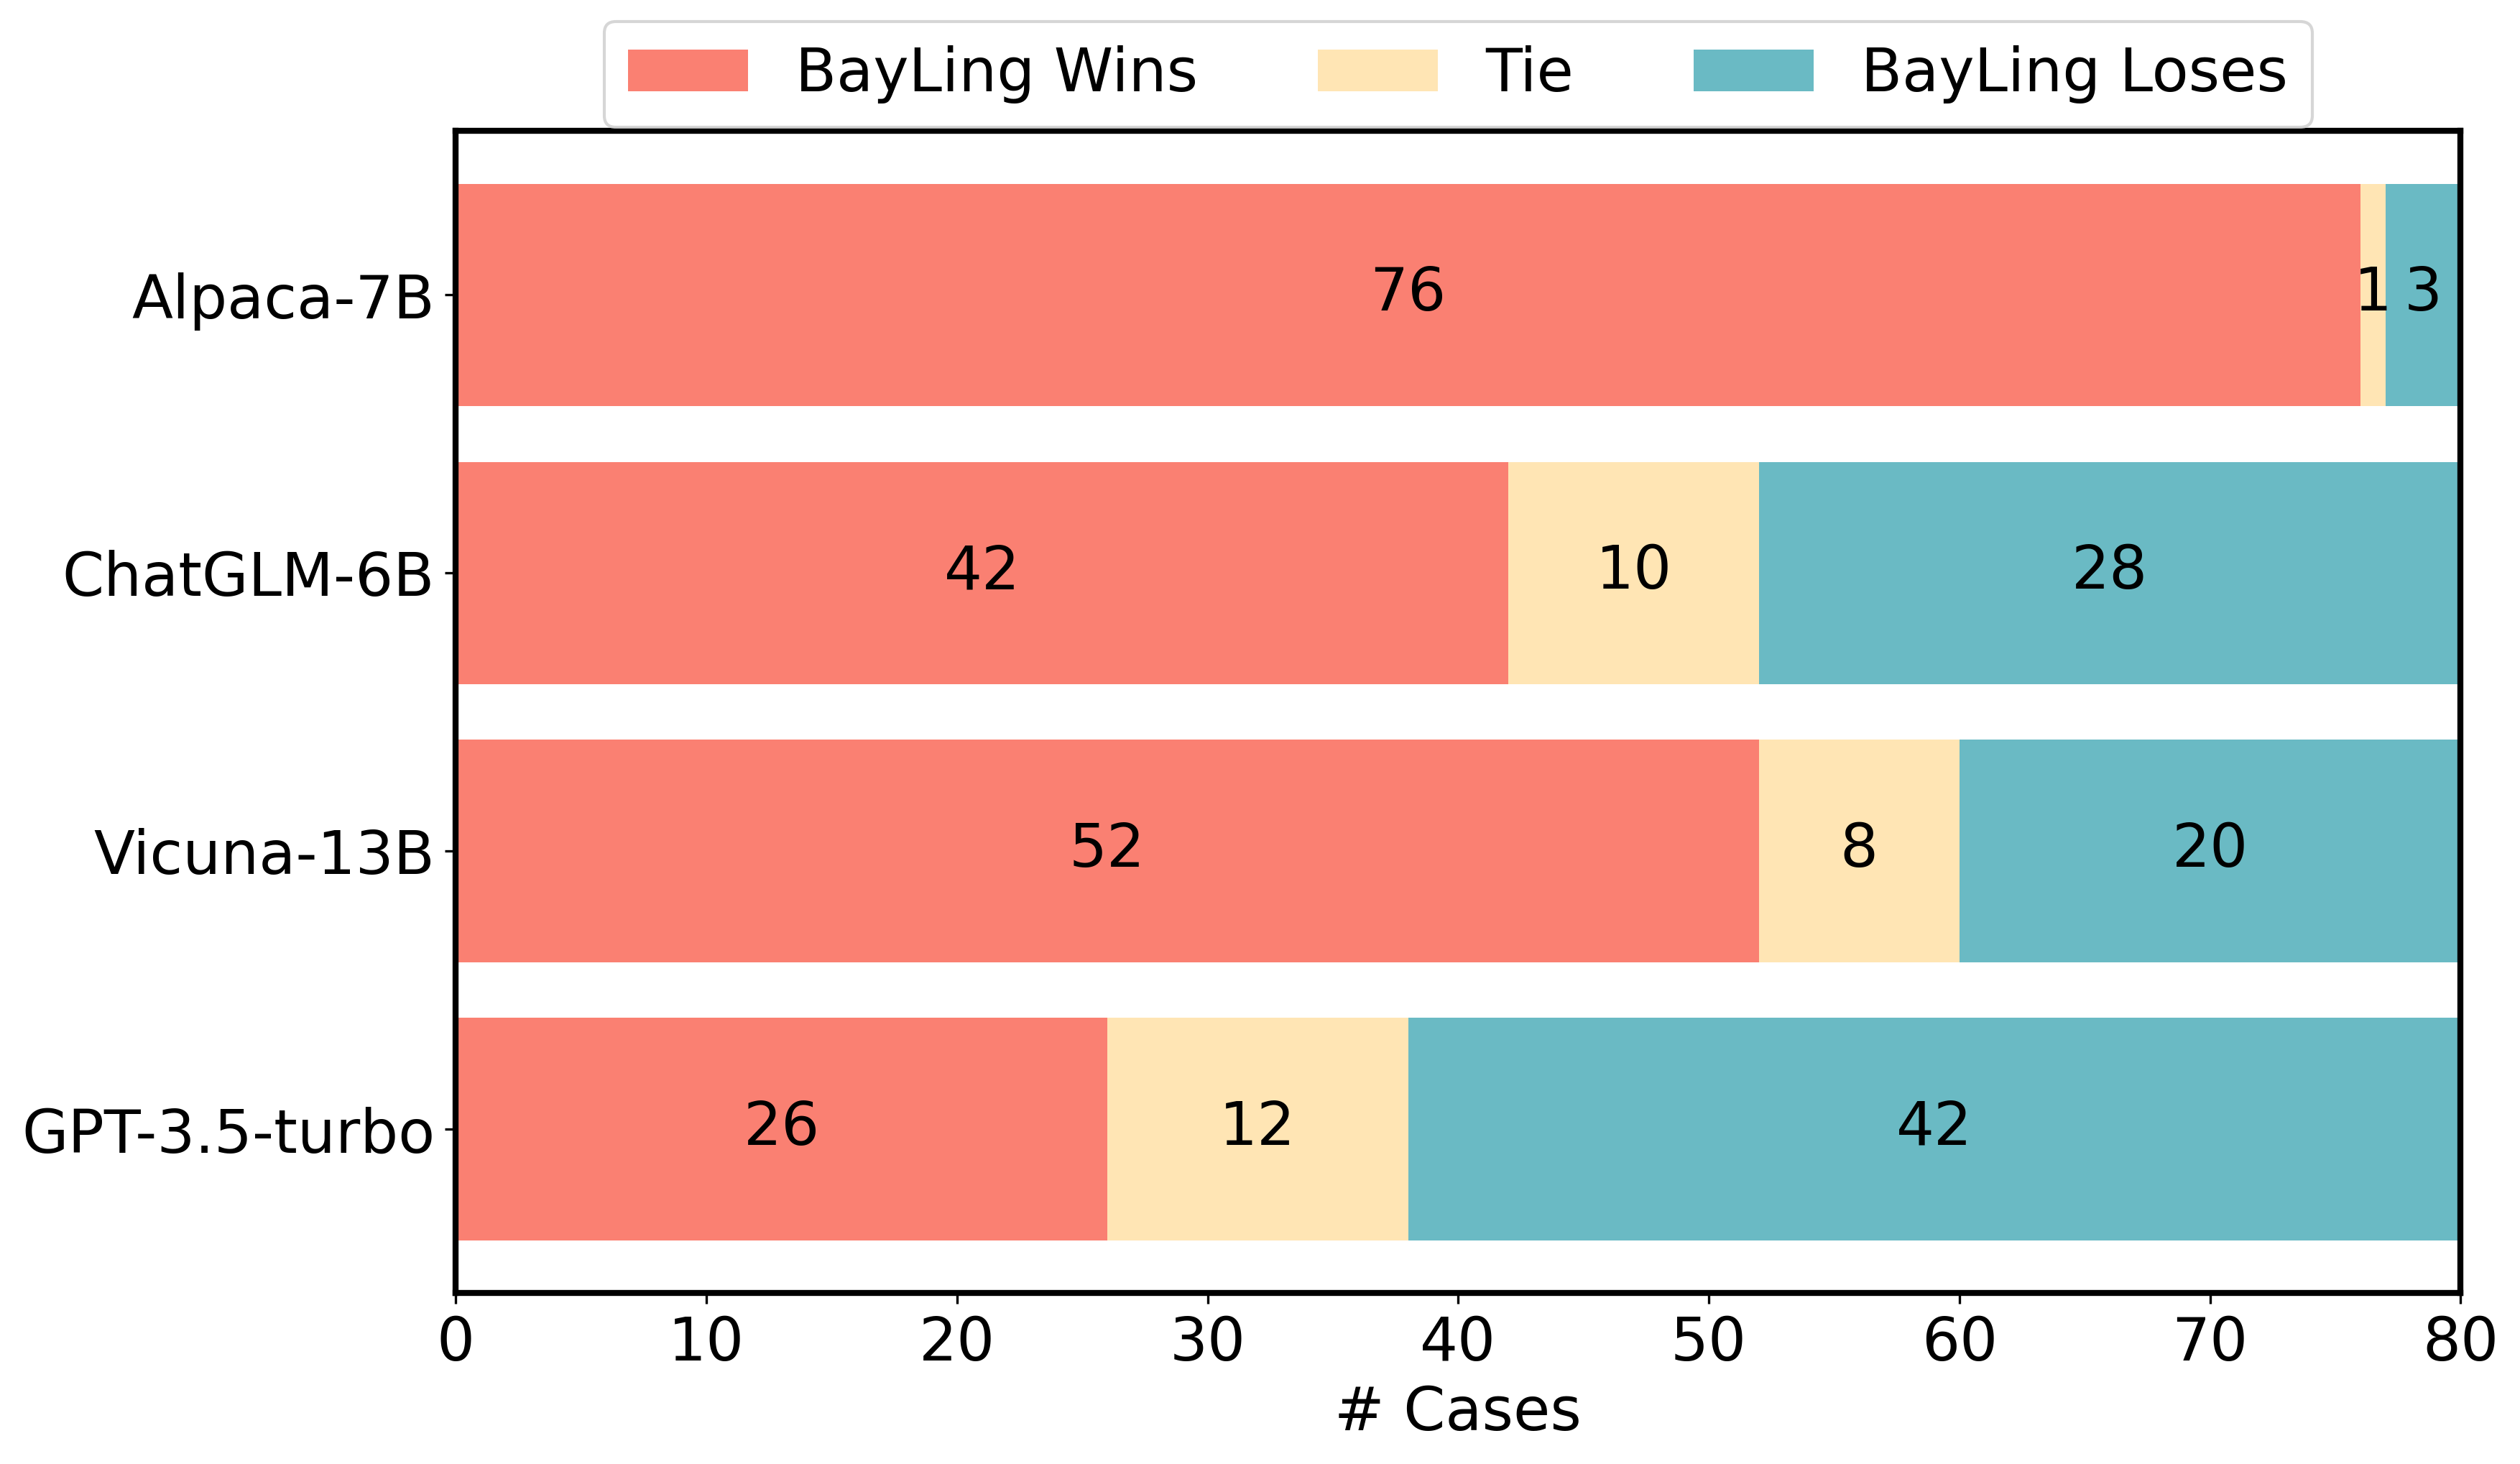 BayLing Wins Tie BayLing Loses
Alpaca-7B 76 1 3
ChatGLM-6B 42 10 28
Vicuna-13B 52 8 20
GPT-3.5-turbo 26 12 42
0 10 20 30 40 50 60 70 80
# Cases